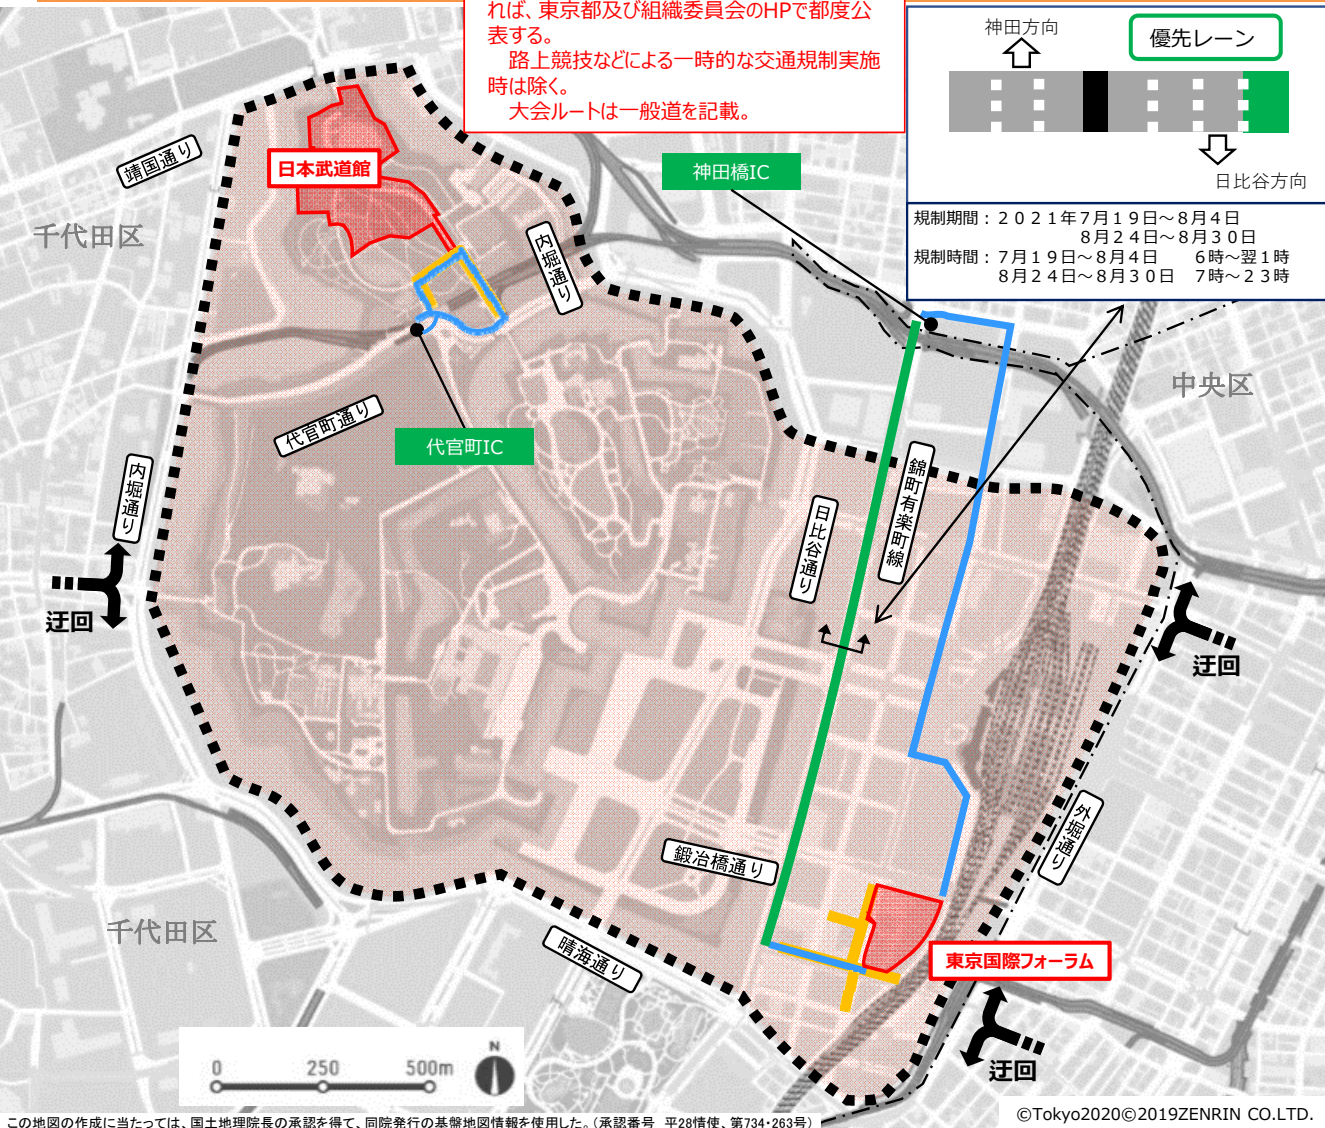 れば、東京都及び組織委員会のHPで都度公
表する。
路上競技などによる一時的な交通規制実施
時は除く。
大会ルートは一般道を記載。
神田方向
優先レーン
日比谷方向
規制期間：２０２１年７月１９日～８月４日
８月２４日～８月３０日
規制時間：７月１９日～８月４日　６時～翌１時
８月２４日～８月３０日　７時～２３時
神田橋IC
靖国通り
日本武道館
千代田区
内堀通り
中央区
代官町通り
代官町IC
内堀通り
錦町有楽町線
日比谷通り
迂回
迂回
外堀通り
鍛冶橋通り
千代田区
晴海通り
東京国際フォーラム
迂回
0 250 500m
N
©Tokyo2020©2019ZENRIN CO.LTD.
この地図の作成に当たっては、国土地理院長の承認を得て、同院発行の基盤地図情報を使用した。（承認番号　平28情使、第734・263号）